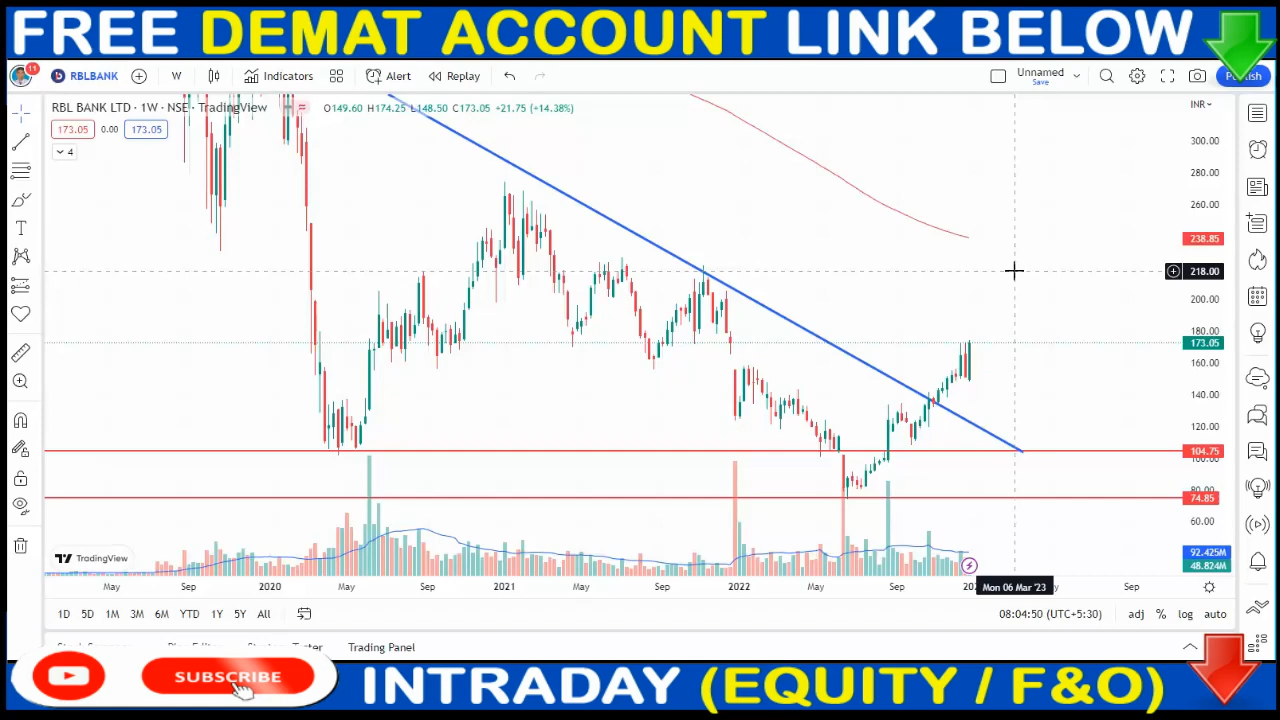 FREE DEMAT ACCOUNT LINK BELOW
11 RBLBANK W Indicators Alert Replay Unnamed Save Publish
RBL BANK LTD · 1W · NSE · TradingView O149.60 H174.25 L148.50 C173.05 +21.75 (+14.38%) INR
173.05 0.00 173.05
4
300.00
280.00
260.00
238.85
218.00
200.00
180.00
173.05
160.00
140.00
120.00
104.75
100.00
80.00
74.85
60.00
TradingView
92.425M
48.824M
May Sep 2020 May Sep 2021 May Sep 2022 May Sep Mon 06 Mar '23 Sep
1D 5D 1M 3M 6M YTD 1Y 5Y All 08:04:50 (UTC+5:30) adj % log auto
Trading Panel
SUBSCRIBE
INTRADAY (EQUITY / F&O)